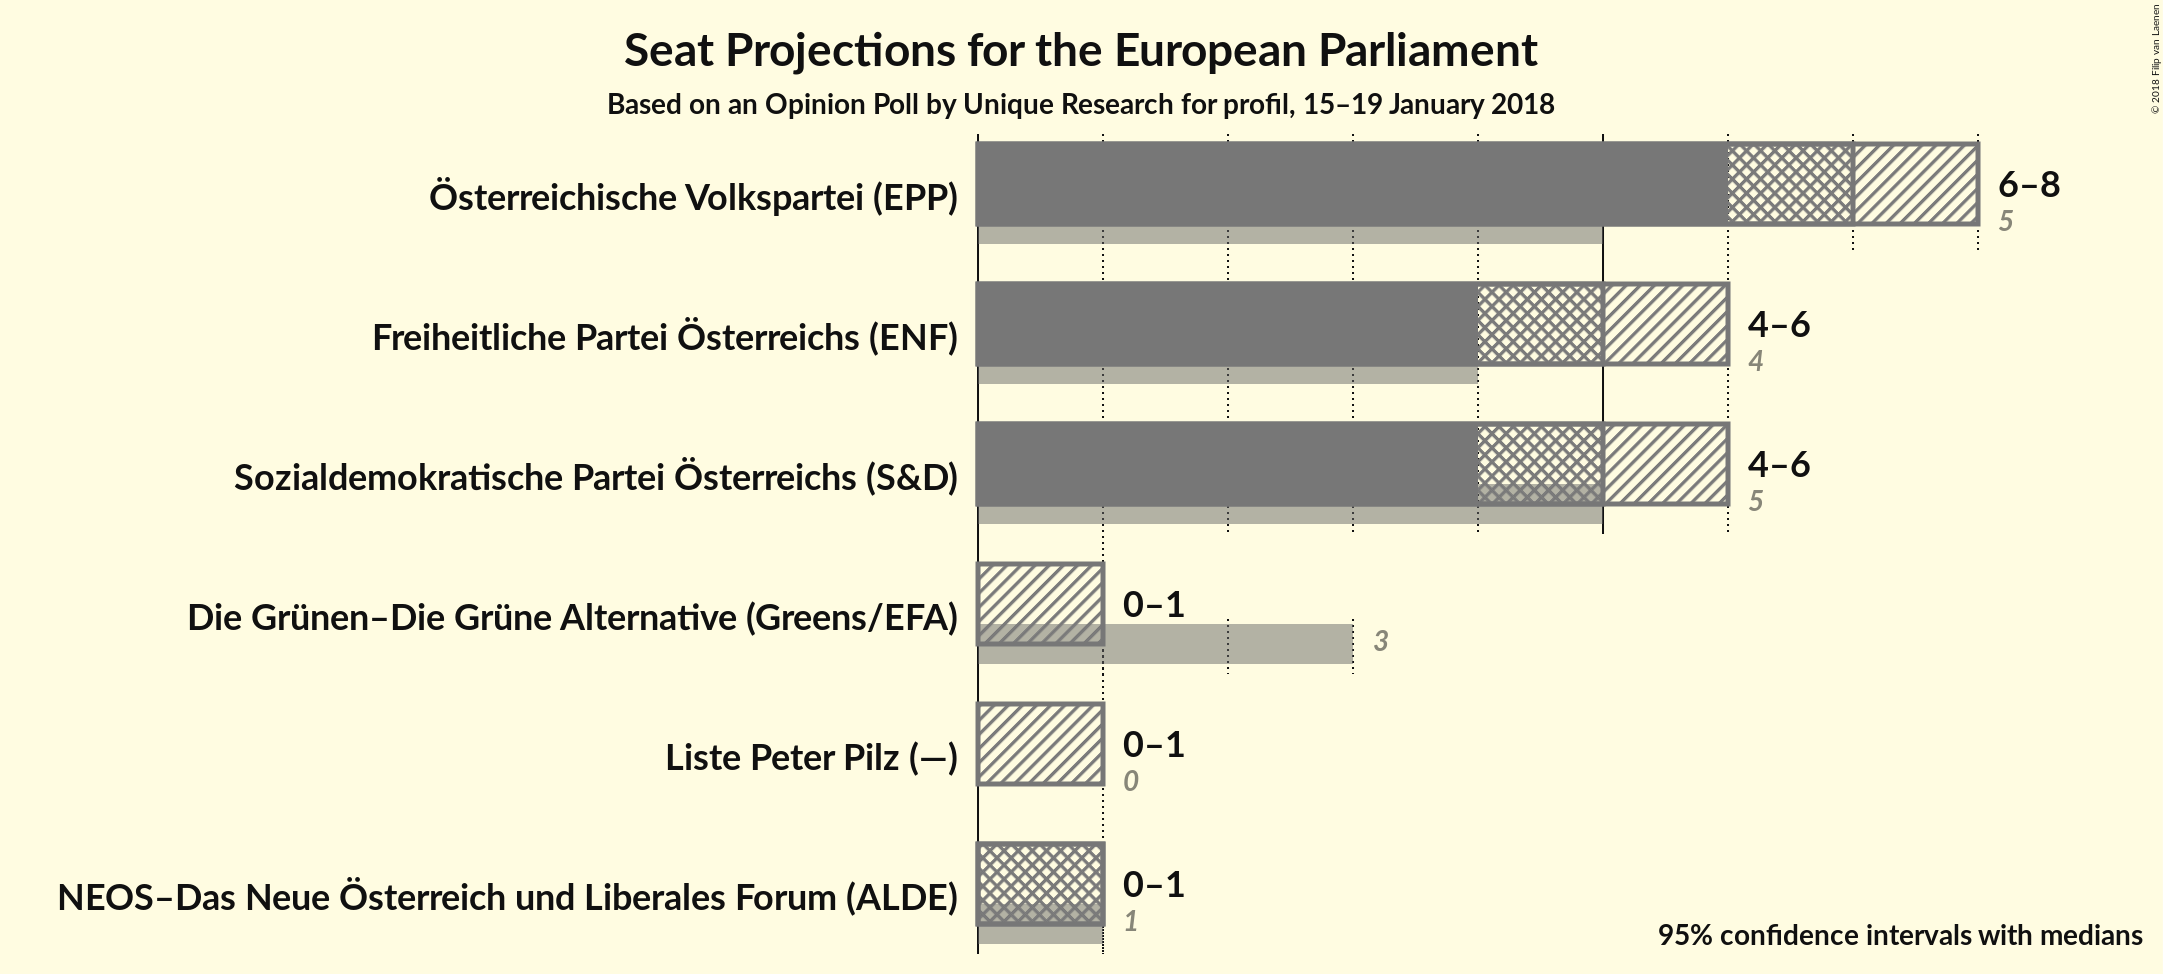 Seat Projections for the European Parliament
Based on an Opinion Poll by Unique Research for profil, 15–19 January 2018
© 2018 Filip van Laenen
Österreichische Volkspartei (EPP)
6–8
5
Freiheitliche Partei Österreichs (ENF)
4–6
4
Sozialdemokratische Partei Österreichs (S&D)
4–6
5
Die Grünen–Die Grüne Alternative (Greens/EFA)
0–1
3
Liste Peter Pilz (—)
0–1
0
NEOS–Das Neue Österreich und Liberales Forum (ALDE)
0–1
1
95% confidence intervals with medians